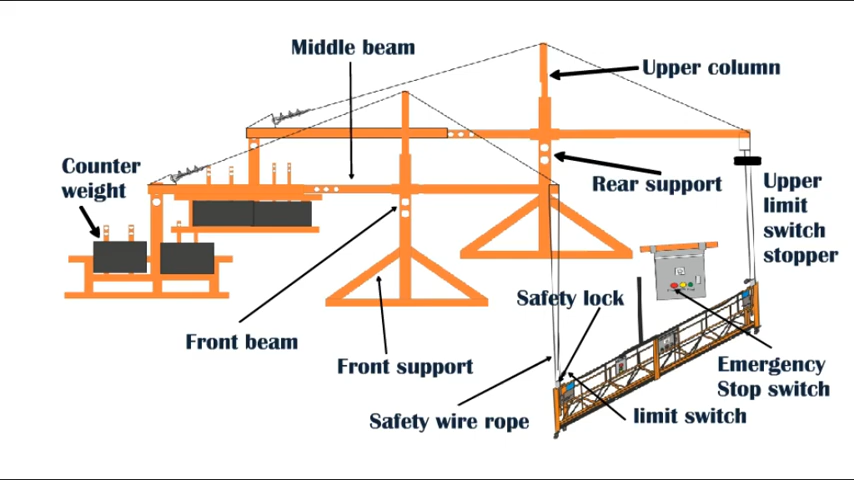 Middle beam
Upper column
Counter
weight
Rear support
Upper
limit
switch
stopper
Safety lock
Front beam
Front support
Emergency
Stop switch
Safety wire rope
limit switch